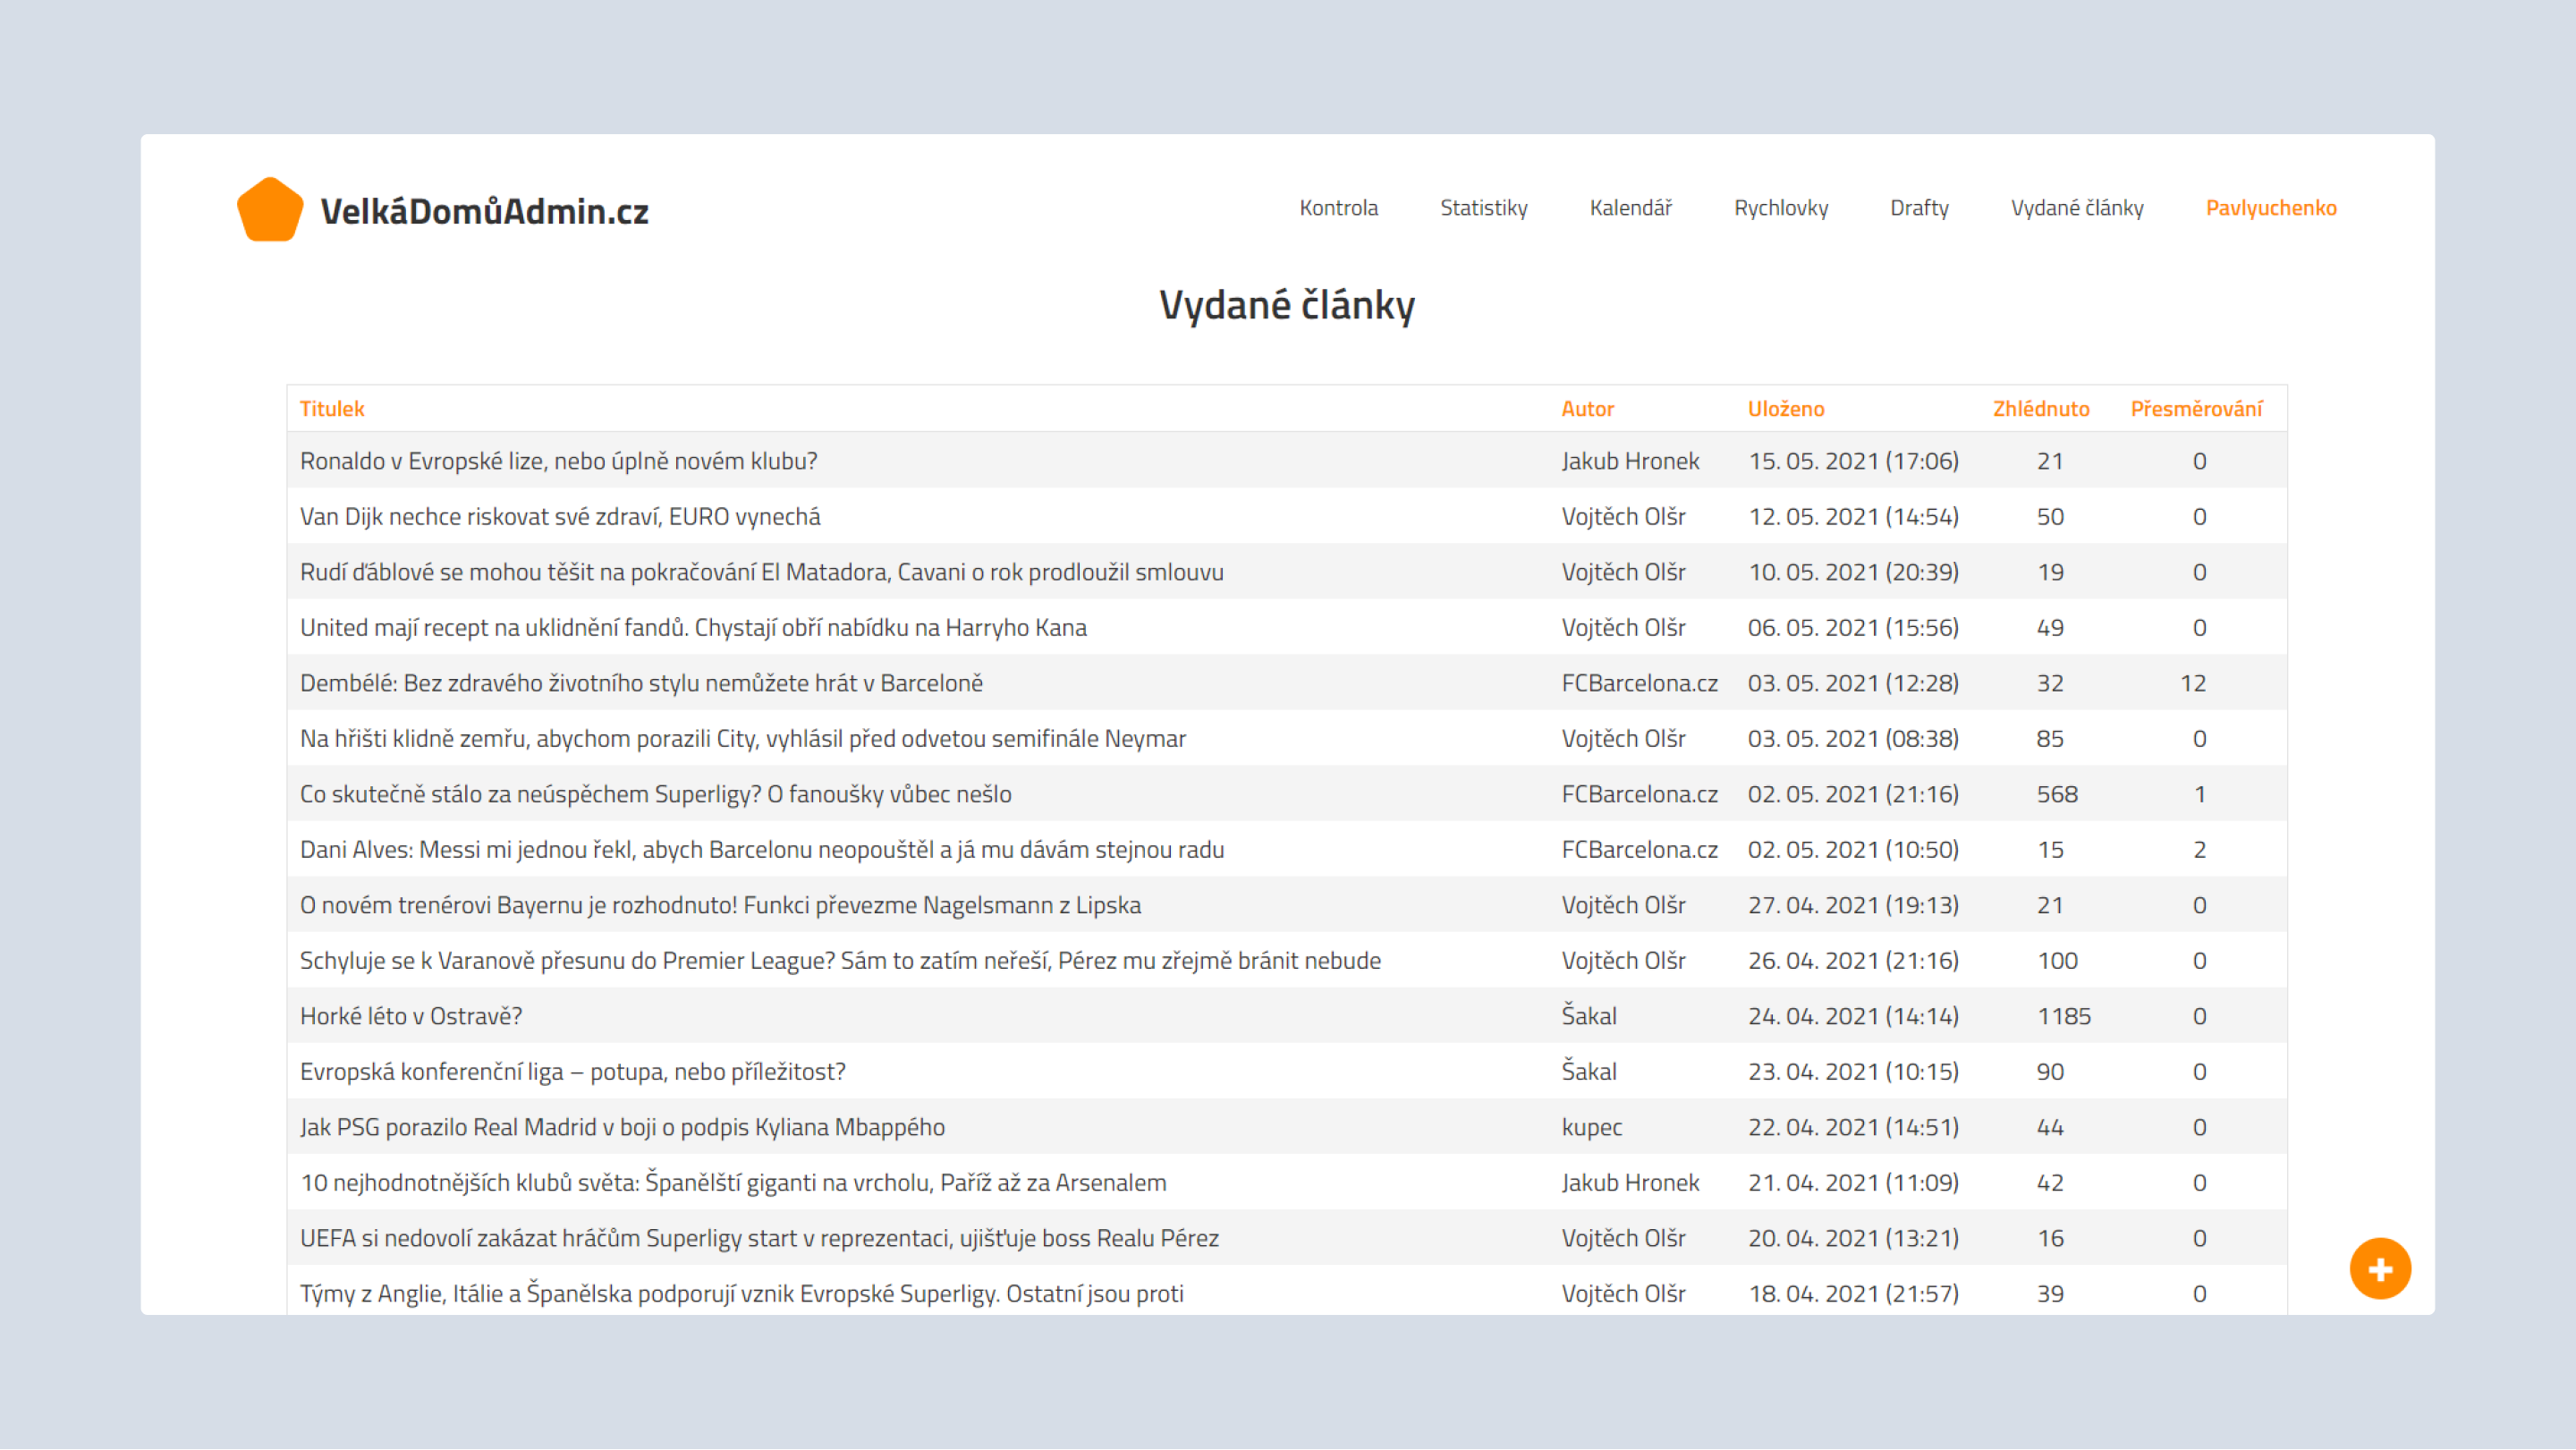 VelkáDomůAdmin.cz
Kontrola Statistiky Kalendář Rychlovky Drafty Vydané články Pavlyuchenko
Vydané články
Titulek Autor Uloženo Zhlédnuto Přesměrování
Ronaldo v Evropské lize, nebo úplně novém klubu? Jakub Hronek 15. 05. 2021 (17:06) 21 0
Van Dijk nechce riskovat své zdraví, EURO vynechá Vojtěch Olšr 12. 05. 2021 (14:54) 50 0
Rudí ďáblové se mohou těšit na pokračování El Matadora, Cavani o rok prodloužil smlouvu Vojtěch Olšr 10. 05. 2021 (20:39) 19 0
United mají recept na uklidnění fandů. Chystají obří nabídku na Harryho Kana Vojtěch Olšr 06. 05. 2021 (15:56) 49 0
Dembélé: Bez zdravého životního stylu nemůžete hrát v Barceloně FCBarcelona.cz 03. 05. 2021 (12:28) 32 12
Na hřišti klidně zemřu, abychom porazili City, vyhlásil před odvetou semifinále Neymar Vojtěch Olšr 03. 05. 2021 (08:38) 85 0
Co skutečně stálo za neúspěchem Superligy? O fanoušky vůbec nešlo FCBarcelona.cz 02. 05. 2021 (21:16) 568 1
Dani Alves: Messi mi jednou řekl, abych Barcelonu neopouštěl a já mu dávám stejnou radu FCBarcelona.cz 02. 05. 2021 (10:50) 15 2
O novém trenérovi Bayernu je rozhodnuto! Funkci převezme Nagelsmann z Lipska Vojtěch Olšr 27. 04. 2021 (19:13) 21 0
Schyluje se k Varanově přesunu do Premier League? Sám to zatím neřeší, Pérez mu zřejmě bránit nebude Vojtěch Olšr 26. 04. 2021 (21:16) 100 0
Horké léto v Ostravě? Šakal 24. 04. 2021 (14:14) 1185 0
Evropská konferenční liga – potupa, nebo příležitost? Šakal 23. 04. 2021 (10:15) 90 0
Jak PSG porazilo Real Madrid v boji o podpis Kyliana Mbappého kupec 22. 04. 2021 (14:51) 44 0
10 nejhodnotnějších klubů světa: Španělští giganti na vrcholu, Paříž až za Arsenalem Jakub Hronek 21. 04. 2021 (11:09) 42 0
UEFA si nedovolí zakázat hráčům Superligy start v reprezentaci, ujišťuje boss Realu Pérez Vojtěch Olšr 20. 04. 2021 (13:21) 16 0
Týmy z Anglie, Itálie a Španělska podporují vznik Evropské Superligy. Ostatní jsou proti Vojtěch Olšr 18. 04. 2021 (21:57) 39 0